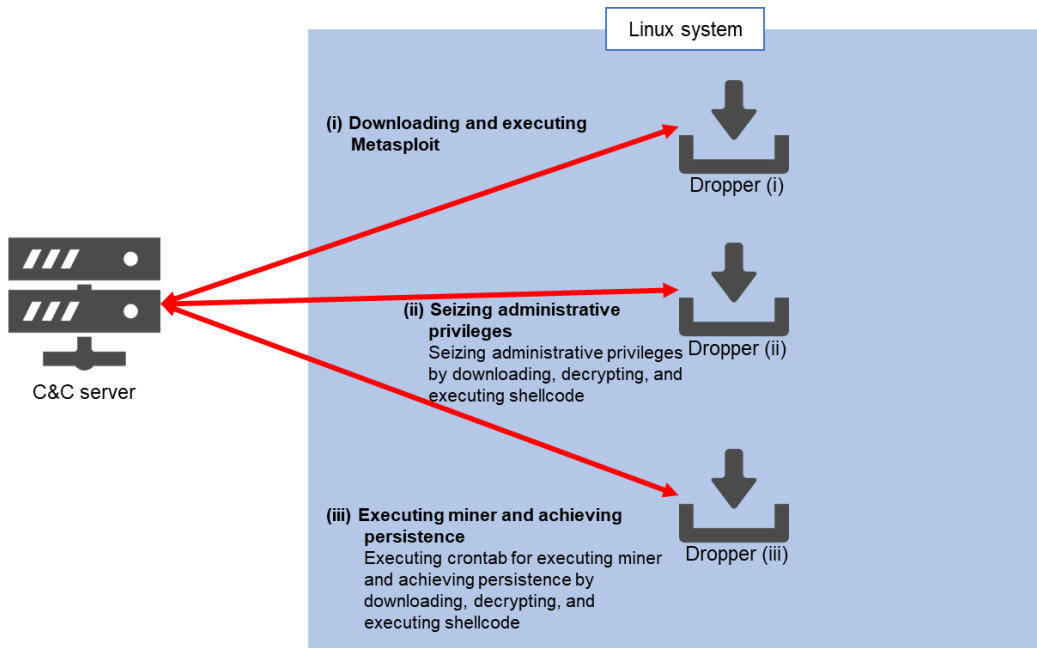 Linux system
(i) Downloading and executing
Metasploit
Dropper (i)
(ii) Seizing administrative
privileges
Seizing administrative privileges
by downloading, decrypting, and
executing shellcode
Dropper (ii)
C&C server
(iii) Executing miner and achieving
persistence
Executing crontab for executing miner
and achieving persistence by
downloading, decrypting, and
executing shellcode
Dropper (iii)